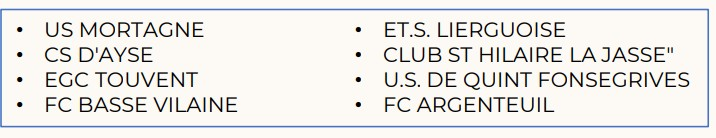 • US MORTAGNE
• CS D'AYSE
• EGC TOUVENT
• FC BASSE VILAINE
• ET.S. LIERGUOISE
• CLUB ST HILAIRE LA JASSE"
• U.S. DE QUINT FONSEGRIVES
• FC ARGENTEUIL